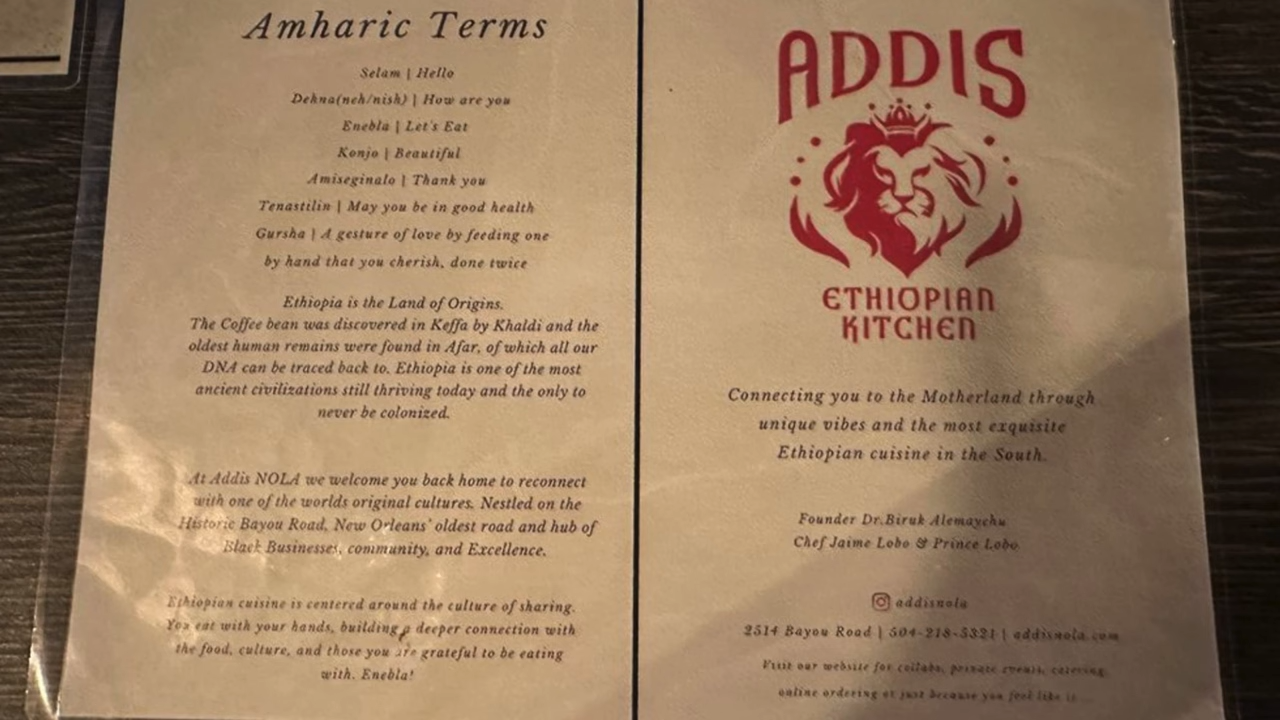 Amharic Terms
Selam | Hello
Dehna(neh/nish) | How are you
Enebla | Let's Eat
Konjo | Beautiful
Amiseginalo | Thank you
Tenastilin | May you be in good health
Gursha | A gesture of love by feeding one
by hand that you cherish, done twice
Ethiopia is the Land of Origins.
The Coffee bean was discovered in Keffa by Khaldi and the
oldest human remains were found in Afar, of which all our
DNA can be traced back to. Ethiopia is one of the most
ancient civilizations still thriving today and the only to
never be colonized.
At Addis NOLA we welcome you back home to reconnect
with one of the worlds original cultures. Nestled on the
Historic Bayou Road, New Orleans' oldest road and hub of
Black Businesses, community, and Excellence.
Ethiopian cuisine is centered around the culture of sharing.
You eat with your hands, building a deeper connection with
the food, culture, and those you are grateful to be eating
with. Enebla!
ADDIS
ETHIOPIAN
KITCHEN
Connecting you to the Motherland through
unique vibes and the most exquisite
Ethiopian cuisine in the South.
Founder Dr.Biruk Alemaychu
Chef Jaime Lobo & Prince Lobo
addisnola
2514 Bayou Road | 504-218-5321 | addisnola.com
Visit our website for collabs, private events, catering,
online ordering or just because you feel like it